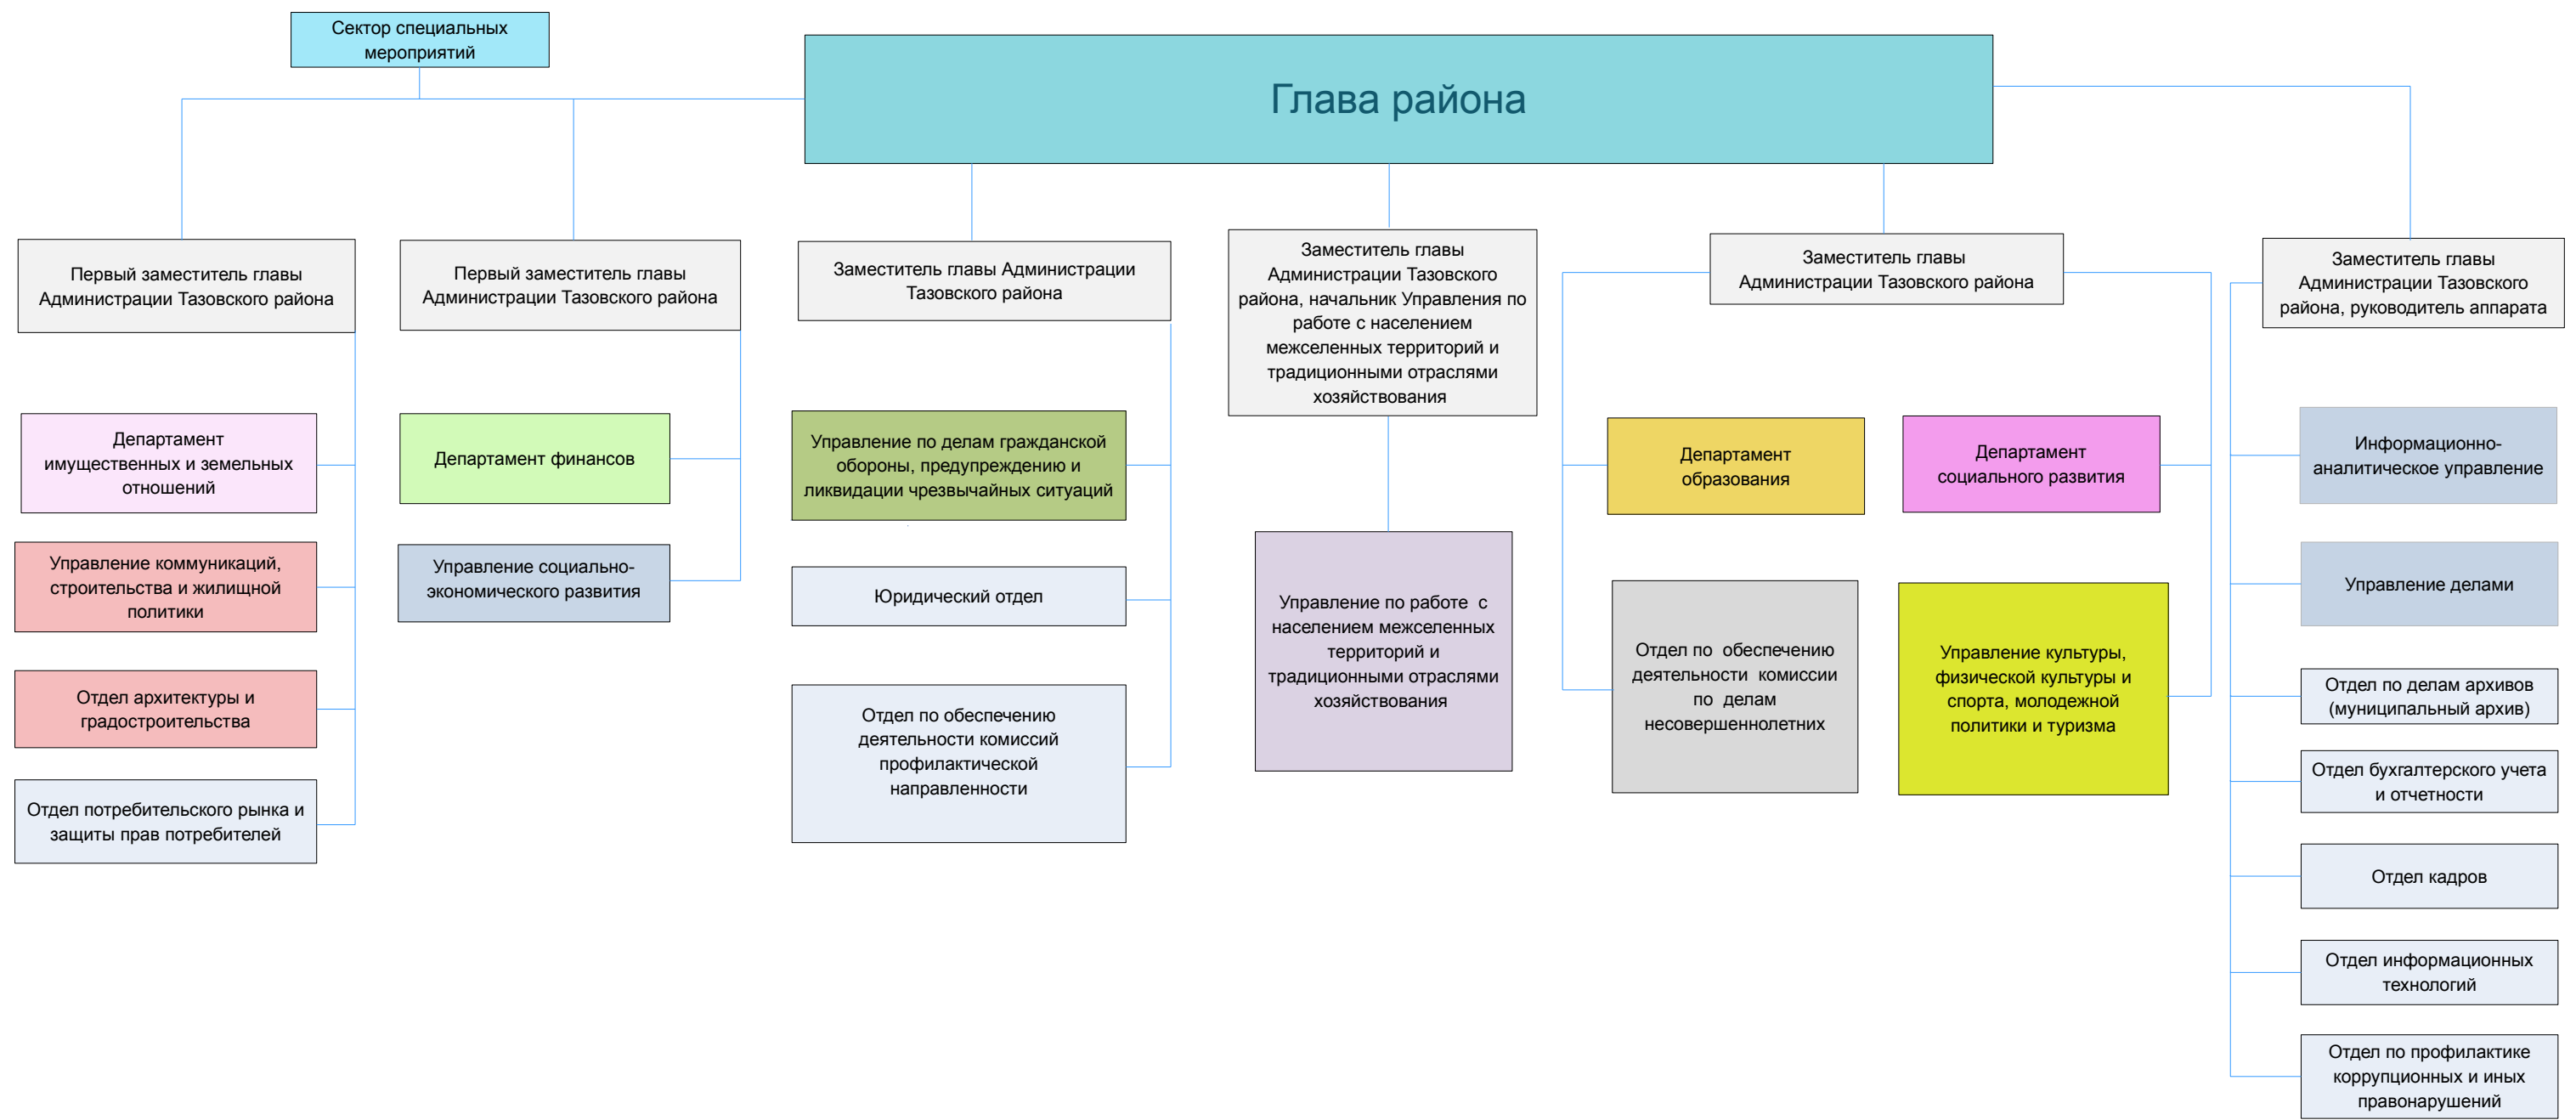 Сектор специальных
мероприятий
Глава района
Первый заместитель главы
Администрации Тазовского района
Первый заместитель главы
Администрации Тазовского района
Заместитель главы Администрации
Тазовского района
Заместитель главы
Администрации Тазовского
района, начальник Управления по
работе с населением
межселенных территорий и
традиционными отраслями
хозяйствования
Заместитель главы
Администрации Тазовского района
Заместитель главы
Администрации Тазовского
района, руководитель аппарата
Департамент
имущественных и земельных
отношений
Управление коммуникаций,
строительства и жилищной
политики
Отдел архитектуры и
градостроительства
Отдел потребительского рынка и
защиты прав потребителей
Департамент финансов
Управление социально-
экономического развития
Управление по делам гражданской
обороны, предупреждению и
ликвидации чрезвычайных ситуаций
Юридический отдел
Отдел по обеспечению
деятельности комиссий
профилактической
направленности
Управление по работе с
населением межселенных
территорий и
традиционными отраслями
хозяйствования
Департамент
образования
Отдел по обеспечению
деятельности комиссии
по делам
несовершеннолетних
Департамент
социального развития
Управление культуры,
физической культуры и
спорта, молодежной
политики и туризма
Информационно-
аналитическое управление
Управление делами
Отдел по делам архивов
(муниципальный архив)
Отдел бухгалтерского учета
и отчетности
Отдел кадров
Отдел информационных
технологий
Отдел по профилактике
коррупционных и иных
правонарушений